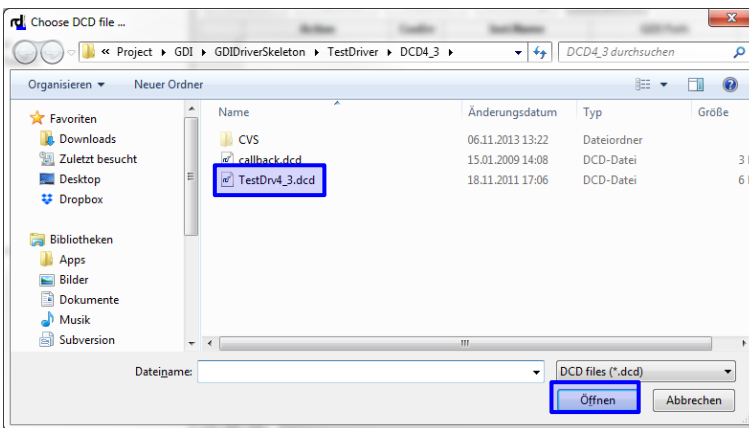 Choose DCD file ...
« Project GDI GDIDriverSkeleton TestDriver DCD4_3
DCD4_3 durchsuchen
Organisieren Neuer Ordner
Name Änderungsdatum Typ Größe
Favoriten
Downloads
Zuletzt besucht
Desktop
Dropbox
Bibliotheken
Apps
Bilder
Dokumente
Musik
Subversion
CVS 06.11.2013 13:22 Dateiordner
callback.dcd 15.01.2009 14:08 DCD-Datei 3
TestDrv4_3.dcd 18.11.2011 17:06 DCD-Datei 6
Dateiname: DCD files (*.dcd)
Öffnen Abbrechen